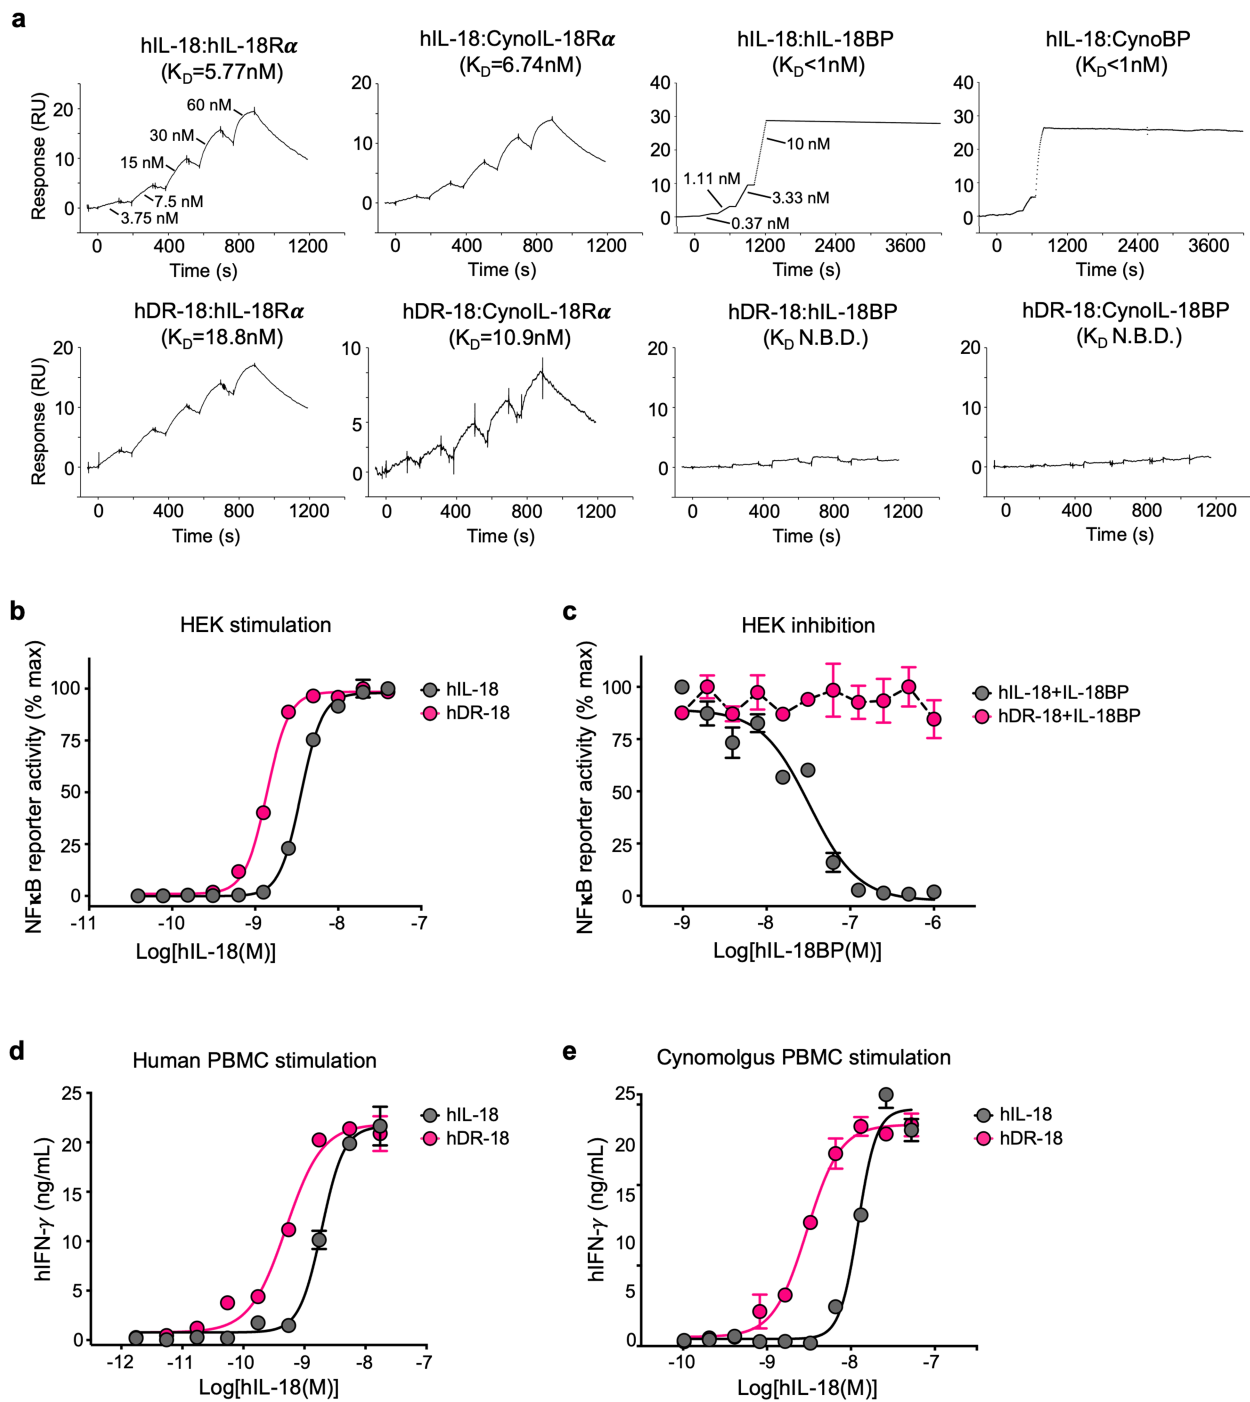 a
hIL-18:hIL-18Rα
(KD=5.77nM)
Response (RU)
20
10
0
60 nM
30 nM
15 nM
7.5 nM
3.75 nM
0
400
800
1200
Time (s)
hIL-18:CynoIL-18Rα
(KD=6.74nM)
20
10
0
0
400
800
1200
Time (s)
hIL-18:hIL-18BP
(KD<1nM)
40
30
20
10
0
10 nM
1.11 nM
3.33 nM
0.37 nM
0
1200
2400
3600
Time (s)
hIL-18:CynoBP
(KD<1nM)
40
30
20
10
0
0
1200
2400
3600
Time (s)
hDR-18:hIL-18Rα
(KD=18.8nM)
Response (RU)
20
10
0
0
400
800
1200
Time (s)
hDR-18:CynoIL-18Rα
(KD=10.9nM)
10
5
0
0
400
800
1200
Time (s)
hDR-18:hIL-18BP
(KD N.B.D.)
20
10
0
0
400
800
1200
Time (s)
hDR-18:CynoIL-18BP
(KD N.B.D.)
20
10
0
0
400
800
1200
Time (s)
b
HEK stimulation
NFκB reporter activity (% max)
100
75
50
25
0
-11
-10
-9
-8
-7
Log[hIL-18(M)]
hIL-18
hDR-18
c
HEK inhibition
NFκB reporter activity (% max)
100
75
50
25
0
-9
-8
-7
-6
Log[hIL-18BP(M)]
hIL-18+IL-18BP
hDR-18+IL-18BP
d
Human PBMC stimulation
hIFN-γ (ng/mL)
25
20
15
10
5
0
-12
-11
-10
-9
-8
-7
Log[hIL-18(M)]
hIL-18
hDR-18
e
Cynomolgus PBMC stimulation
hIFN-γ (ng/mL)
25
20
15
10
5
0
-10
-9
-8
-7
Log[hIL-18(M)]
hIL-18
hDR-18